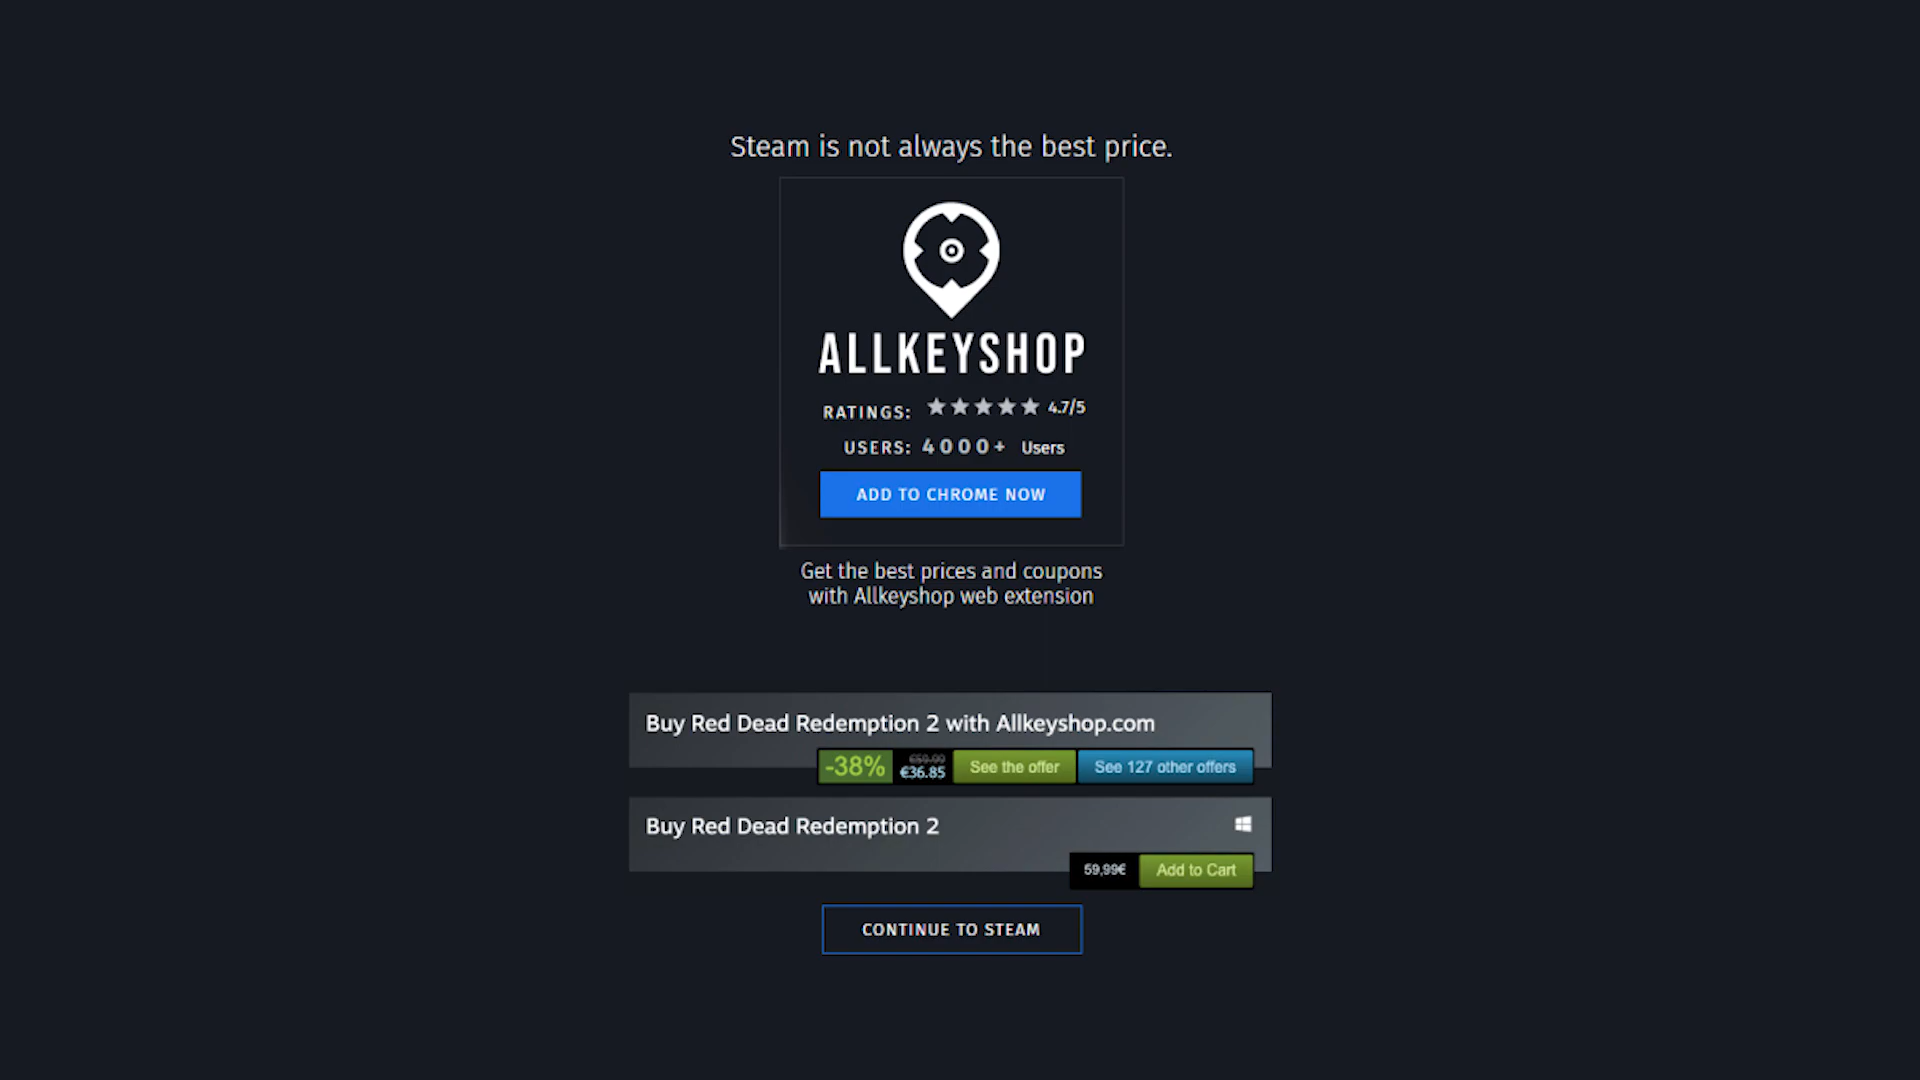 Steam is not always the best price.
ALLKEYSHOP
RATINGS: 4.7/5
USERS: 4000+ Users
ADD TO CHROME NOW
Get the best prices and coupons
with Allkeyshop web extension
Buy Red Dead Redemption 2 with Allkeyshop.com
€59.99
-38% €36.85 See the offer See 127 other offers
Buy Red Dead Redemption 2
59,99€ Add to Cart
CONTINUE TO STEAM